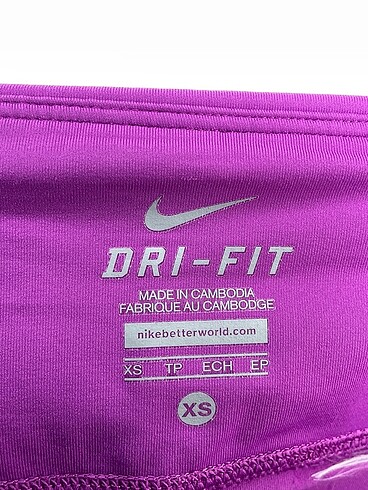 DRI-FIT
MADE IN CAMBODIA
FABRIQUE AU CAMBODGE
nikebetterworld.com
XS TP ECH EP
XS